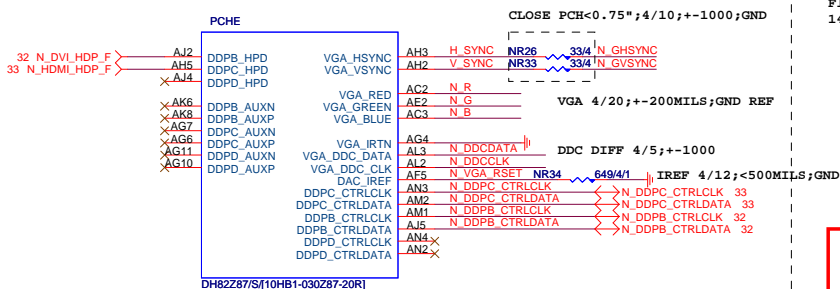 FI
14
CLOSE PCH<0.75";4/10;+-1000;GND
PCHE
32 N_DVI_HDP_F
33 N_HDMI_HDP_F
AJ2
AH5
AJ4
AK6
AK8
AG7
AG6
AG11
AG10
DDPB_HPD
DDPC_HPD
DDPD_HPD
DDPB_AUXN
DDPB_AUXP
DDPC_AUXN
DDPC_AUXP
DDPD_AUXN
DDPD_AUXP
VGA_HSYNC
VGA_VSYNC
VGA_RED
VGA_GREEN
VGA_BLUE
VGA_IRTN
VGA_DDC_DATA
VGA_DDC_CLK
DAC_IREF
DDPC_CTRLCLK
DDPC_CTRLDATA
DDPB_CTRLCLK
DDPB_CTRLDATA
DDPD_CTRLCLK
DDPD_CTRLDATA
AH3 H_SYNC NR26 33/4 N_GHSYNC
AH2 V_SYNC NR33 33/4 N_GVSYNC
AC2 N_R
AE2 N_G
AC3 N_B
VGA 4/20;+-200MILS;GND REF
AG4
AL3 N_DDCDATA
DDC DIFF 4/5;+-1000
AL2 N_DDCCLK
AF5 N_VGA_RSET NR34 649/4/1
IREF 4/12;<500MILS;GND
AN3 N_DDPC_CTRLCLK N_DDPC_CTRLCLK 33
AM2 N_DDPC_CTRLDATA N_DDPC_CTRLDATA 33
AM1 N_DDPB_CTRLCLK N_DDPB_CTRLCLK 32
AJ5 N_DDPB_CTRLDATA N_DDPB_CTRLDATA 32
AN4
AN2
DH82Z87/S/[10HB1-030Z87-20R]